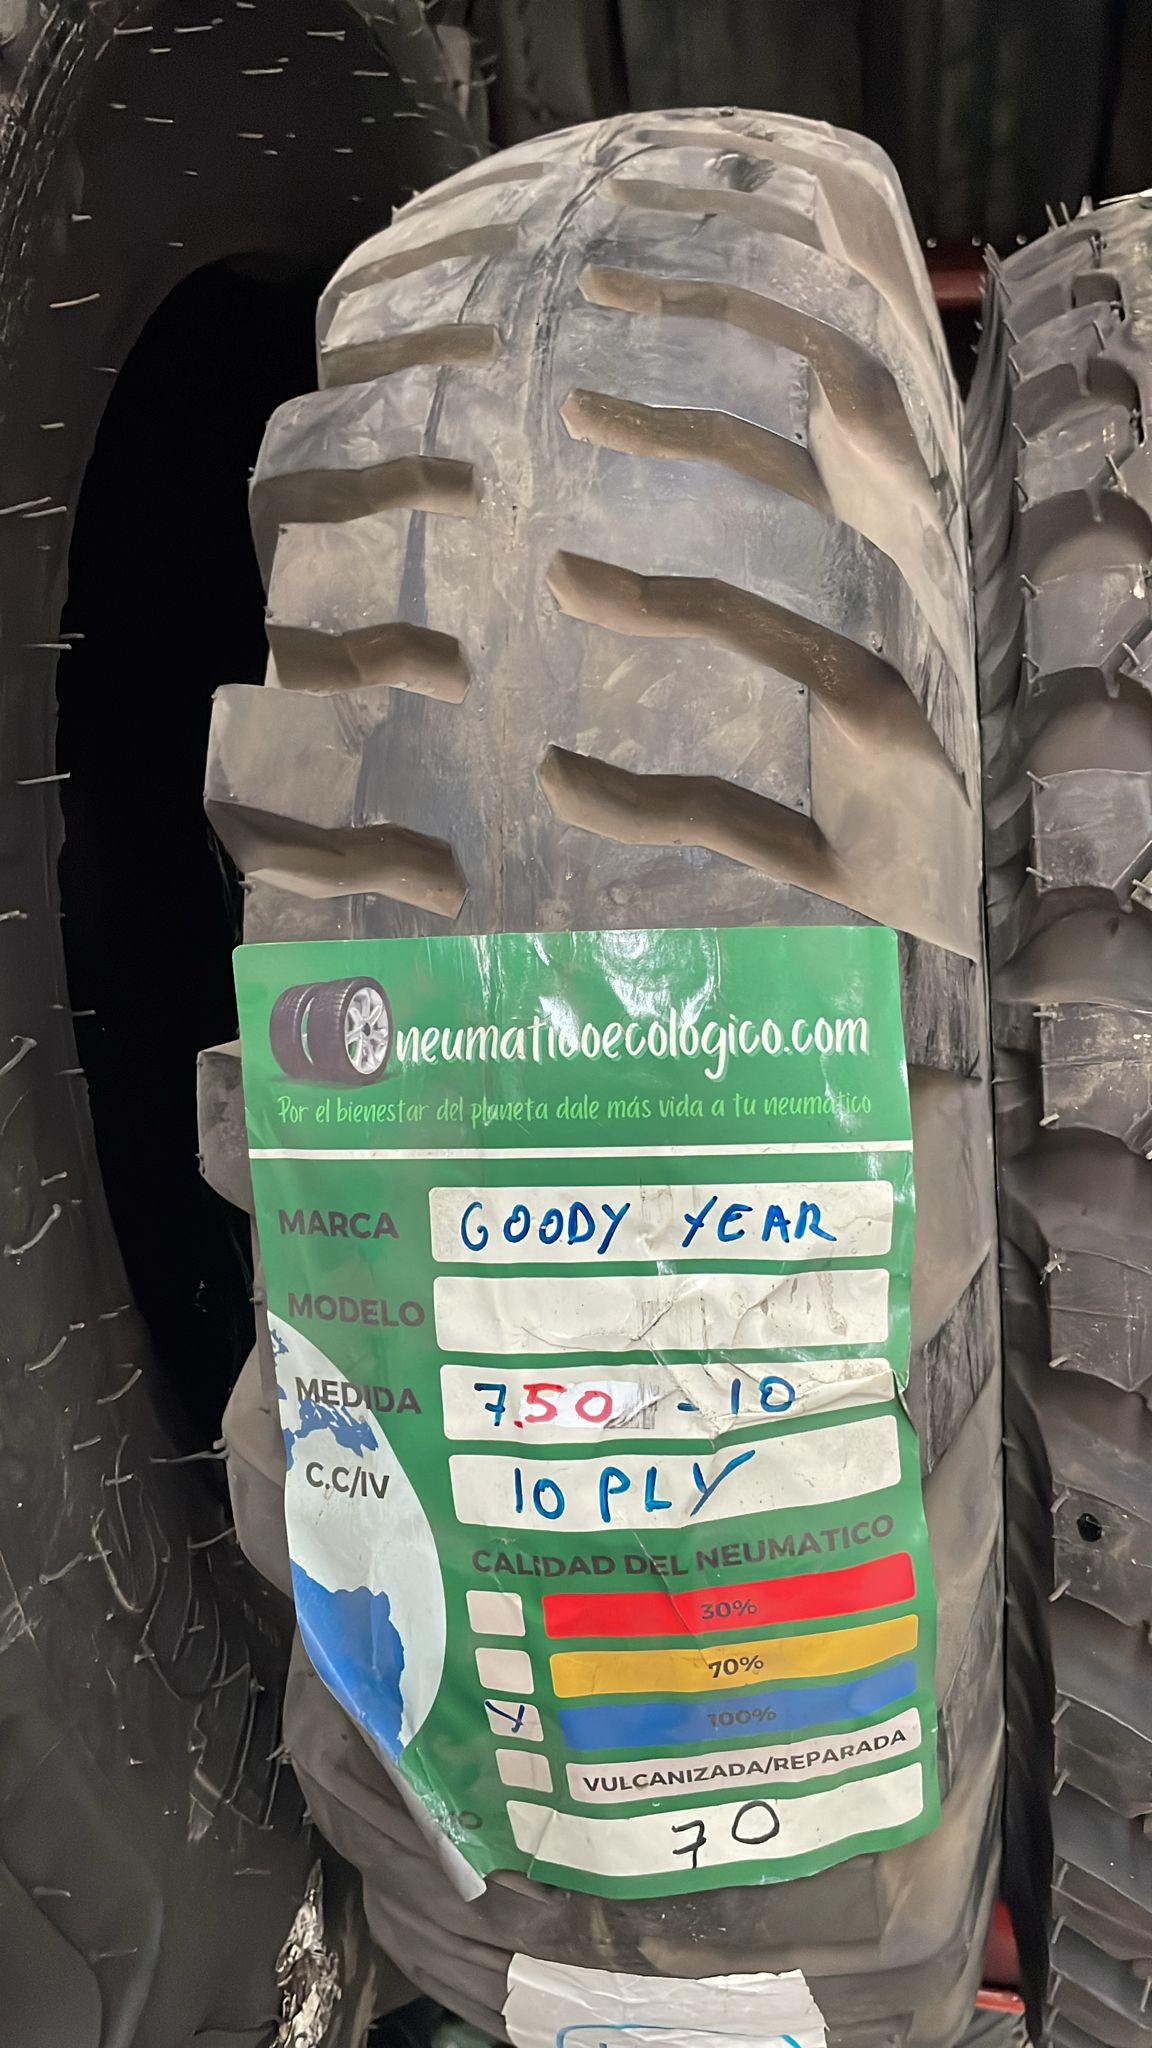 neumaticoecologico.com
Por el bienestar del planeta dale más vida a tu neumatico
MARCA GOODY YEAR
MODELO
MEDIDA 7.50 - 10
C.C/IV 10 PLY
CALIDAD DEL NEUMATICO
30%
70%
100%
VULCANIZADA/REPARADA
70